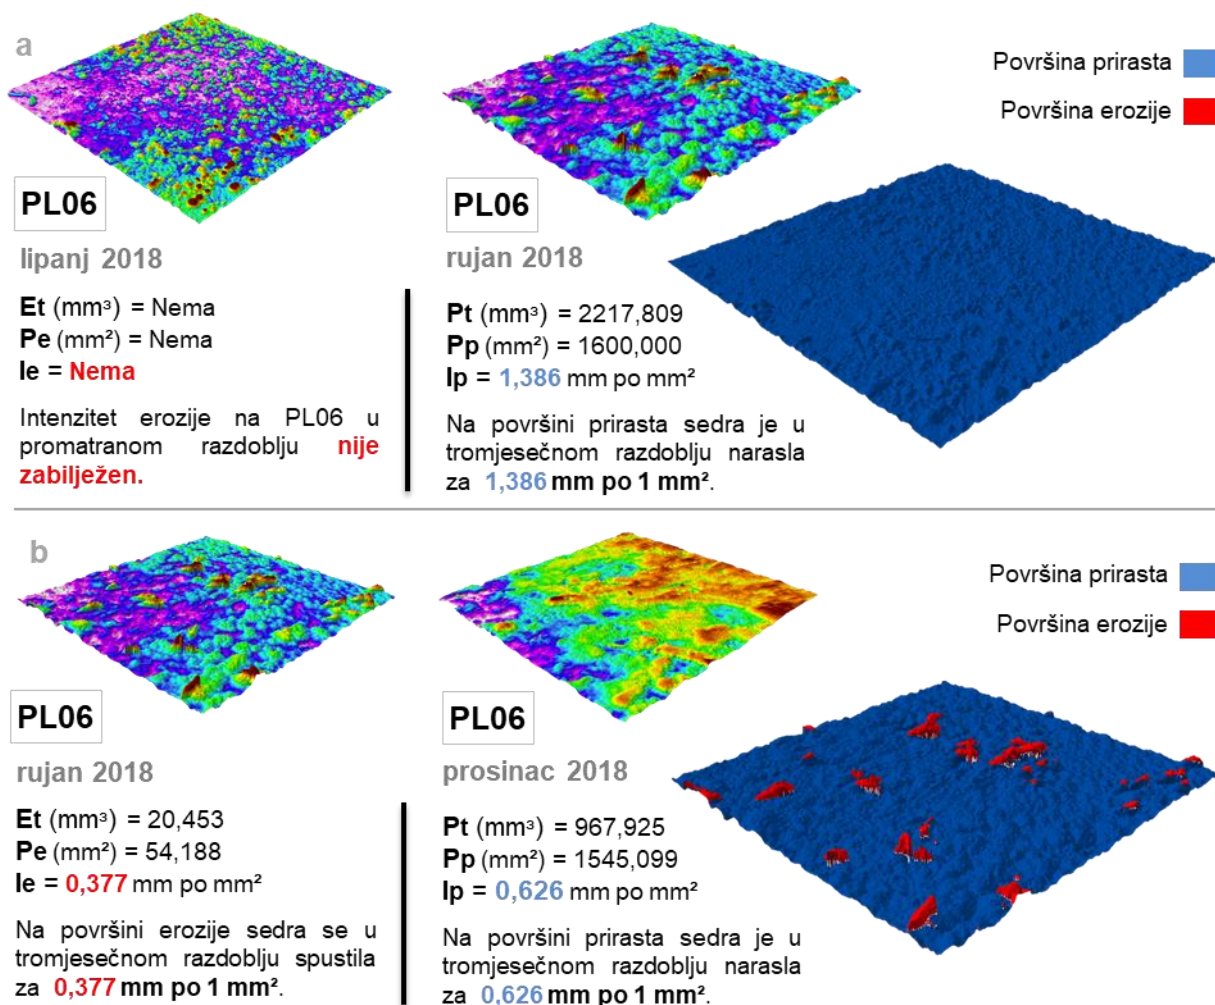 a
Površina prirasta
Površina erozije
PL06
lipanj 2018
Et (mm³) = Nema
Pe (mm²) = Nema
Ie = Nema
Intenzitet erozije na PL06 u
promatranom razdoblju nije
zabilježen.
PL06
rujan 2018
Pt (mm³) = 2217,809
Pp (mm²) = 1600,000
Ip = 1,386 mm po mm²
Na površini prirasta sedra je u
tromjesečnom razdoblju narasla
za 1,386 mm po 1 mm².
b
Površina prirasta
Površina erozije
PL06
rujan 2018
Et (mm³) = 20,453
Pe (mm²) = 54,188
Ie = 0,377 mm po mm²
Na površini erozije sedra se u
tromjesečnom razdoblju spustila
za 0,377 mm po 1 mm².
PL06
prosinac 2018
Pt (mm³) = 967,925
Pp (mm²) = 1545,099
Ip = 0,626 mm po mm²
Na površini prirasta sedra je u
tromjesečnom razdoblju narasla
za 0,626 mm po 1 mm².